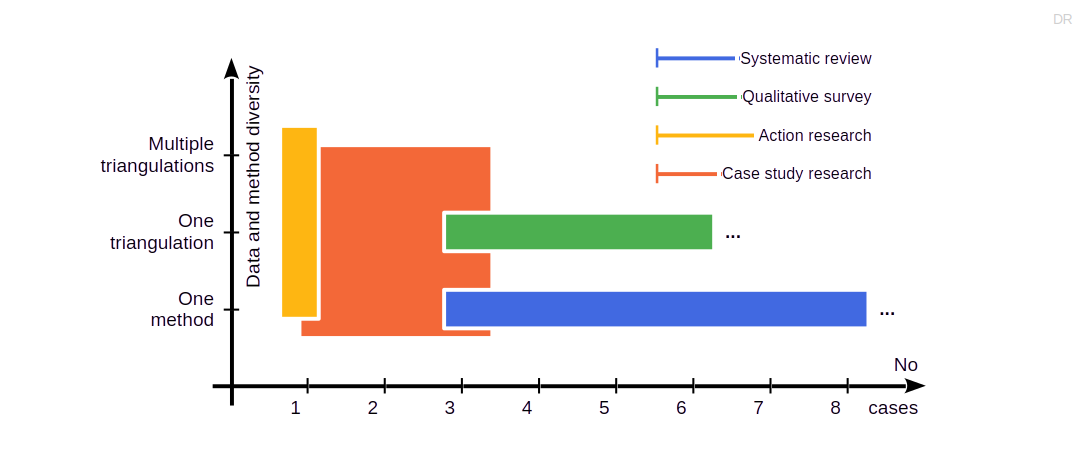 DR
Systematic review
Qualitative survey
Action research
Case study research
Data and method diversity
Multiple
triangulations
One
triangulation
...
One
method
...
No
1 2 3 4 5 6 7 8 cases